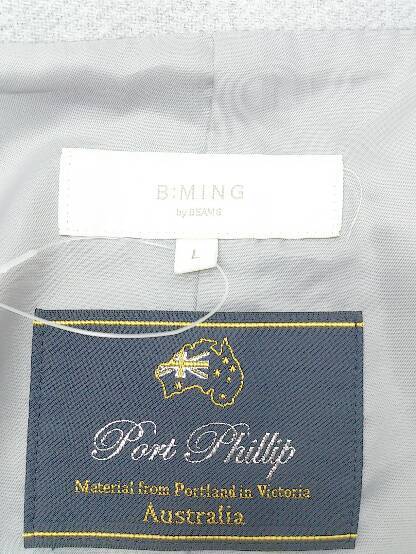 B:MING
by BEAMS
L
Port Phillip
Material from Portland in Victoria
Australia